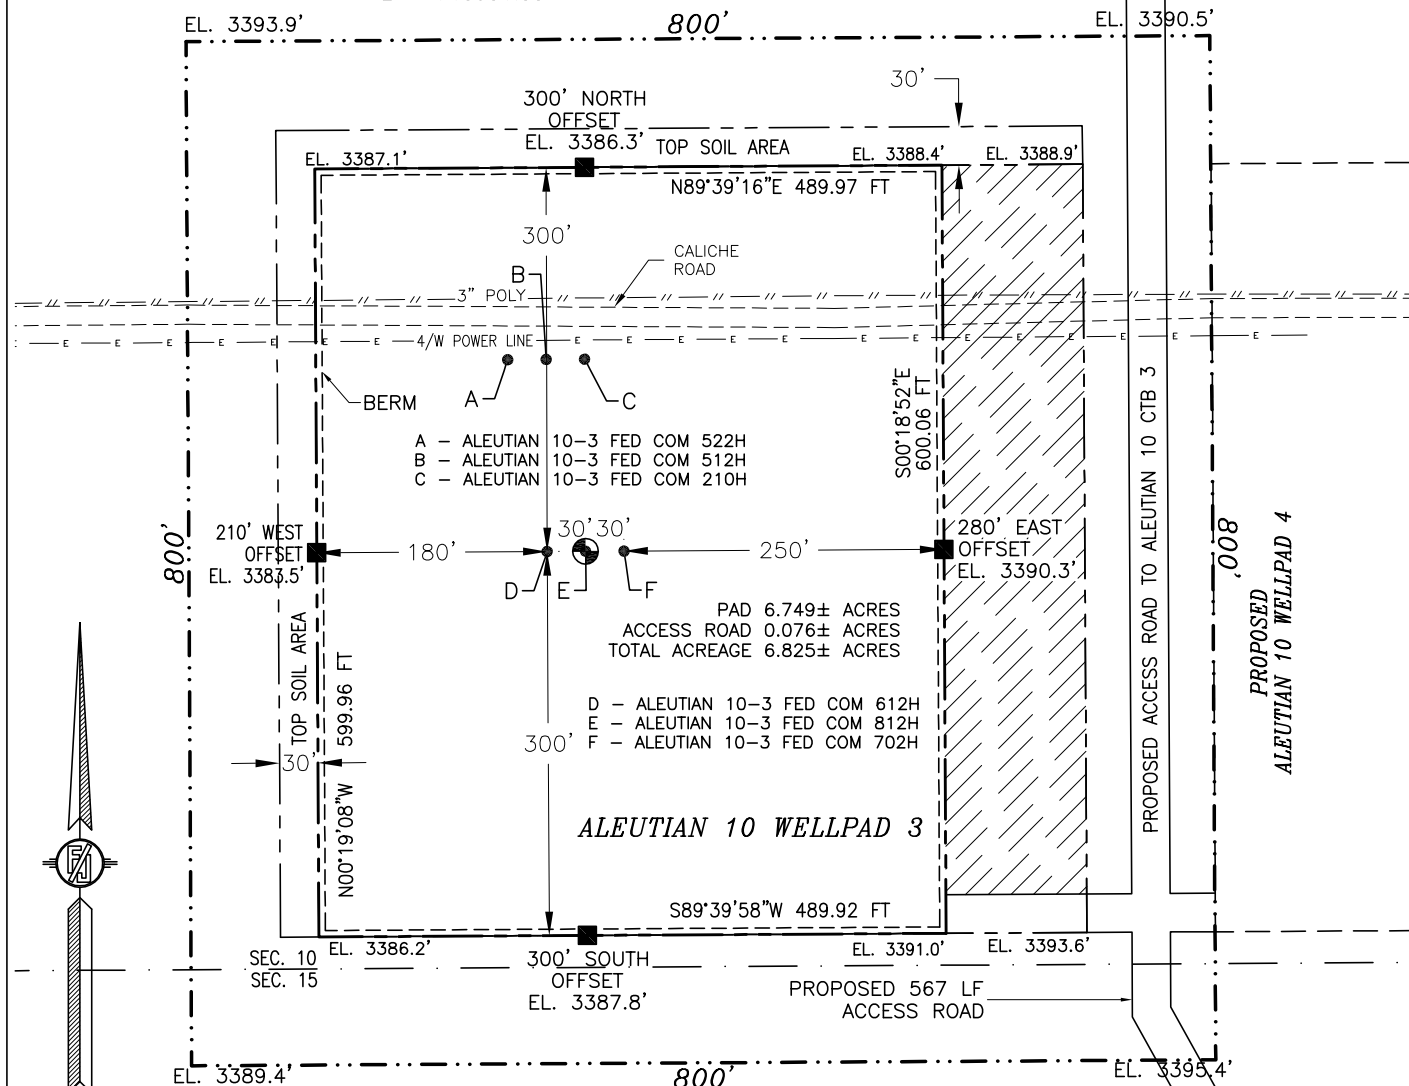 EL. 3393.9'
800'
EL. 3390.5'
30'
300' NORTH
OFFSET
EL. 3386.3'
TOP SOIL AREA
EL. 3387.1'
EL. 3388.4'
EL. 3388.9'
N89°39'16"E 489.97 FT
300'
CALICHE
ROAD
B
3" POLY
4/W POWER LINE
E E E E E E E E E E E E E E E E E E E E E E
BERM
A
C
S00°18'52"E
600.06 FT
A – ALEUTIAN 10–3 FED COM 522H
B – ALEUTIAN 10–3 FED COM 512H
C – ALEUTIAN 10–3 FED COM 210H
PROPOSED ACCESS ROAD TO ALEUTIAN 10 CTB 3
800'
210' WEST
OFFSET
EL. 3383.5'
180'
30' 30'
250'
280' EAST
OFFSET
EL. 3390.3'
800'
D
E
F
PAD 6.749± ACRES
ACCESS ROAD 0.076± ACRES
TOTAL ACREAGE 6.825± ACRES
PROPOSED
ALEUTIAN 10 WELLPAD 4
TOP SOIL AREA
N00°19'08"W 599.96 FT
D – ALEUTIAN 10–3 FED COM 612H
E – ALEUTIAN 10–3 FED COM 812H
F – ALEUTIAN 10–3 FED COM 702H
300'
30'
ALEUTIAN 10 WELLPAD 3
S89°39'58"W 489.92 FT
EL. 3386.2'
EL. 3391.0'
EL. 3393.6'
SEC. 10
SEC. 15
300' SOUTH
OFFSET
EL. 3387.8'
PROPOSED 567 LF
ACCESS ROAD
EL. 3389.4'
800'
EL. 3395.4'